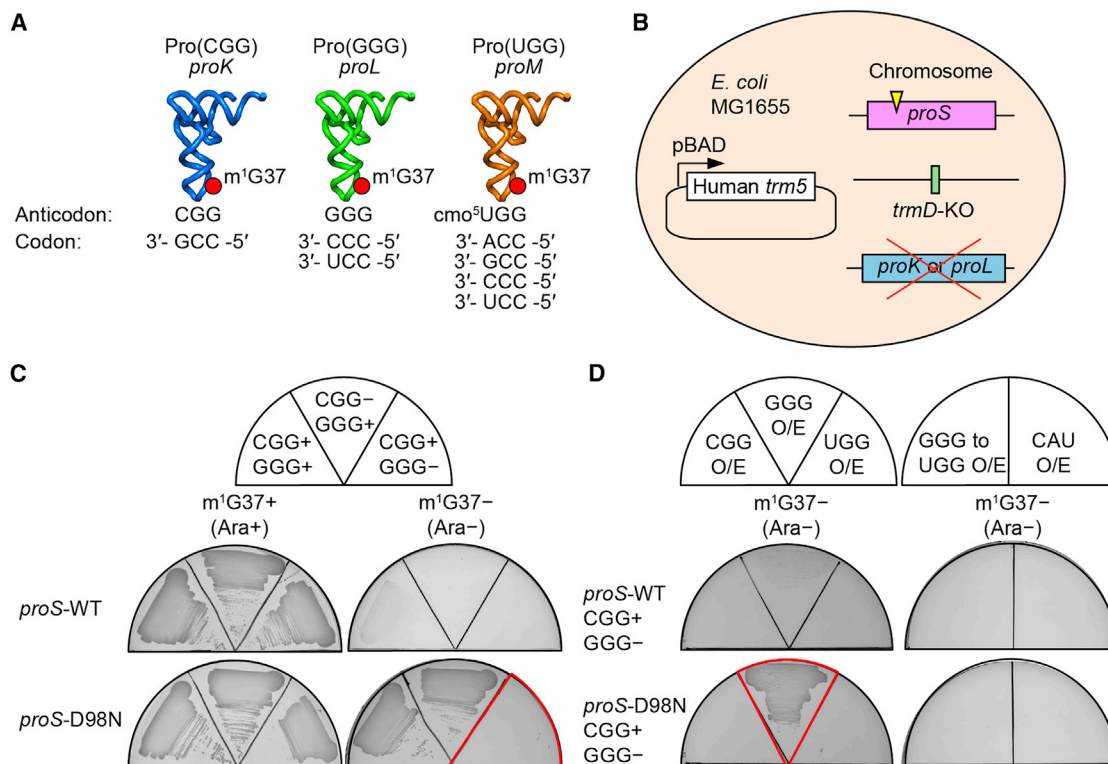 A
Pro(CGG)
proK
Pro(GGG)
proL
Pro(UGG)
proM
m¹G37
m¹G37
m¹G37
Anticodon: CGG GGG cmo⁵UGG
Codon: 3′- GCC -5′ 3′- CCC -5′ 3′- ACC -5′
3′- UCC -5′ 3′- GCC -5′
3′- CCC -5′
3′- UCC -5′
B
E. coli
MG1655
Chromosome
proS
pBAD
Human trm5
trmD-KO
proK or proL
C
CGG+
GGG+
CGG−
GGG+
CGG+
GGG−
m¹G37+
(Ara+)
m¹G37−
(Ara−)
proS-WT
proS-D98N
D
CGG
O/E
GGG
O/E
UGG
O/E
GGG to
UGG O/E
CAU
O/E
m¹G37−
(Ara−)
m¹G37−
(Ara−)
proS-WT
CGG+
GGG−
proS-D98N
CGG+
GGG−